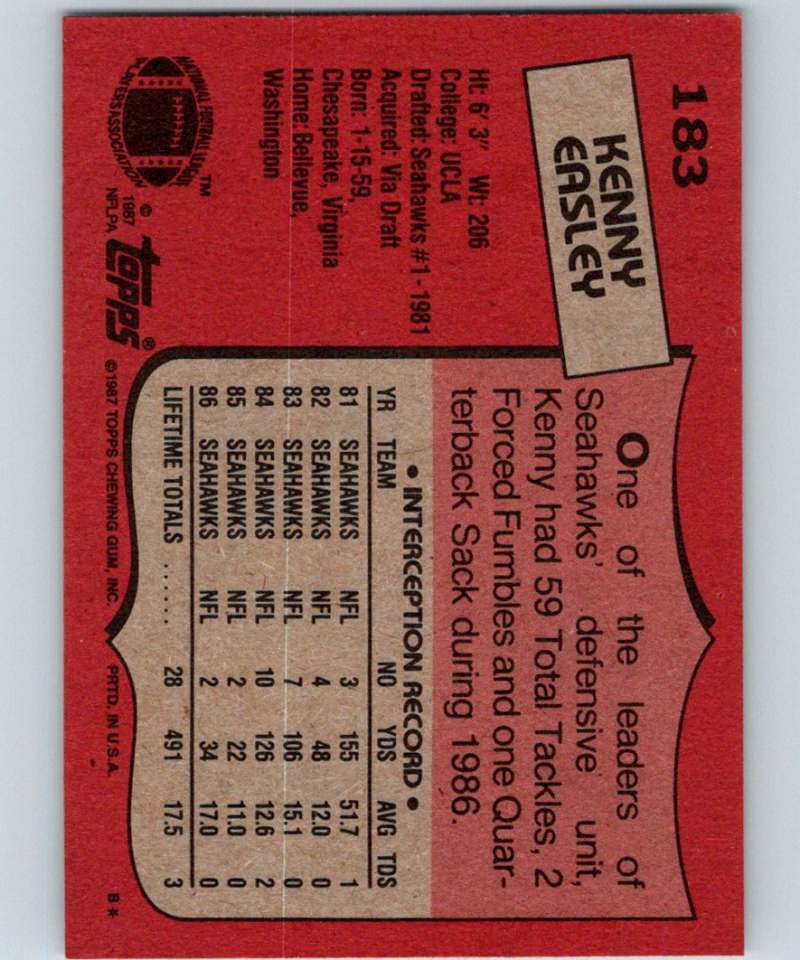 183
KENNY
EASLEY
Ht: 6' 3" Wt: 206
College: UCLA
Drafted: Seahawks #1-1981
Acquired: Via Draft
Born: 1-15-59,
Chesapeake, Virginia
Home: Bellevue,
Washington
NATIONAL FOOTBALL LEAGUE
PLAYERS ASSOCIATION
TM
© 1987
NFLPA
topps®
One of the leaders of
Seahawks' defensive unit,
Kenny had 59 Total Tackles, 2
Forced Fumbles and one Quar-
terback Sack during 1986.
• INTERCEPTION RECORD •
YR TEAM NO YDS AVG TDS
81 SEAHAWKS NFL 3 155 51.7 1
82 SEAHAWKS NFL 4 48 12.0 0
83 SEAHAWKS NFL 7 106 15.1 0
84 SEAHAWKS NFL 10 126 12.6 2
85 SEAHAWKS NFL 2 22 11.0 0
86 SEAHAWKS NFL 2 34 17.0 0
LIFETIME TOTALS ...... 28 491 17.5 3
©1987 TOPPS CHEWING GUM, INC. PRTD. IN U.S.A. B*